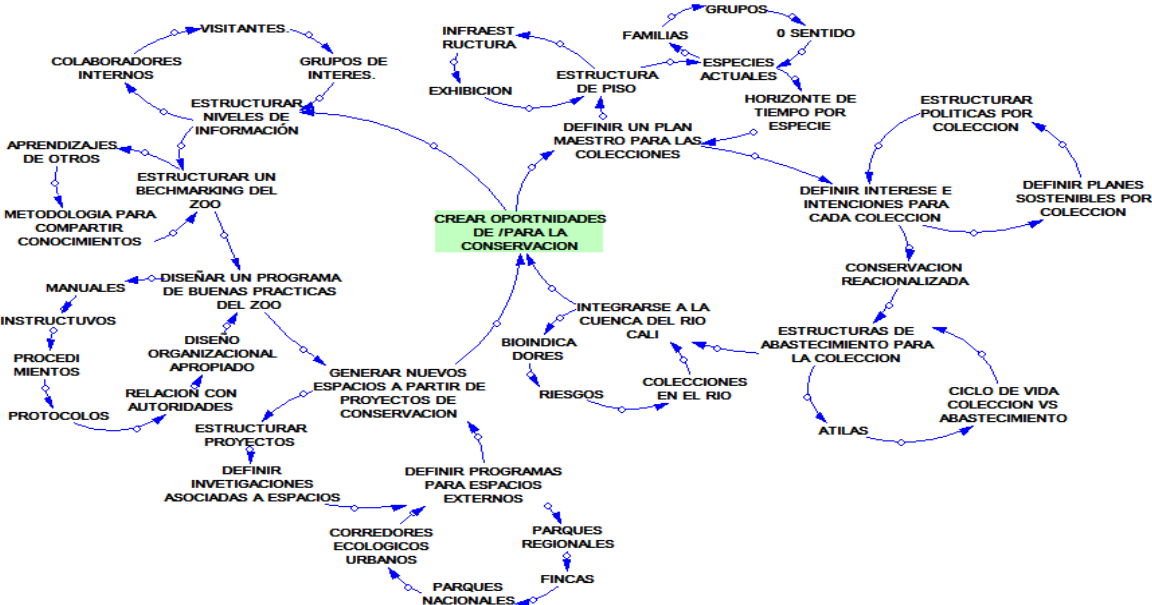 VISITANTES.
COLABORADORES
INTERNOS
GRUPOS DE
INTERES.
ESTRUCTURAR
NIVELES DE
INFORMACIÓN
APRENDIZAJES
DE OTROS
ESTRUCTURAR UN
BECHMARKING DEL
ZOO
METODOLOGIA PARA
COMPARTIR
CONOCIMIENTOS
DISEÑAR UN PROGRAMA
DE BUENAS PRACTICAS
DEL ZOO
MANUALES
INSTRUCTUVOS
PROCEDI
MIENTOS
PROTOCOLOS
RELACION CON
AUTORIDADES
DISEÑO
ORGANIZACIONAL
APROPIADO
GENERAR NUEVOS
ESPACIOS A PARTIR DE
PROYECTOS DE
CONSERVACION
ESTRUCTURAR
PROYECTOS
DEFINIR
INVETIGACIONES
ASOCIADAS A ESPACIOS
DEFINIR PROGRAMAS
PARA ESPACIOS
EXTERNOS
CORREDORES
ECOLOGICOS
URBANOS
PARQUES
REGIONALES
FINCAS
PARQUES
NACIONALES
CREAR OPORTNIDADES
DE /PARA LA
CONSERVACION
INFRAEST
RUCTURA
EXHIBICION
ESTRUCTURA
DE PISO
FAMILIAS
GRUPOS
0 SENTIDO
ESPECIES
ACTUALES
HORIZONTE DE
TIEMPO POR
ESPECIE
DEFINIR UN PLAN
MAESTRO PARA LAS
COLECCIONES
ESTRUCTURAR
POLITICAS POR
COLECCION
DEFINIR INTERESE E
INTENCIONES PARA
CADA COLECCION
DEFINIR PLANES
SOSTENIBLES POR
COLECCION
CONSERVACION
REACIONALIZADA
ESTRUCTURAS DE
ABASTECIMIENTO PARA
LA COLECCION
ATILAS
CICLO DE VIDA
COLECCION VS
ABASTECIMIENTO
INTEGRARSE A LA
CUENCA DEL RIO
CALI
BIOINDICA
DORES
RIESGOS
COLECCIONES
EN EL RIO